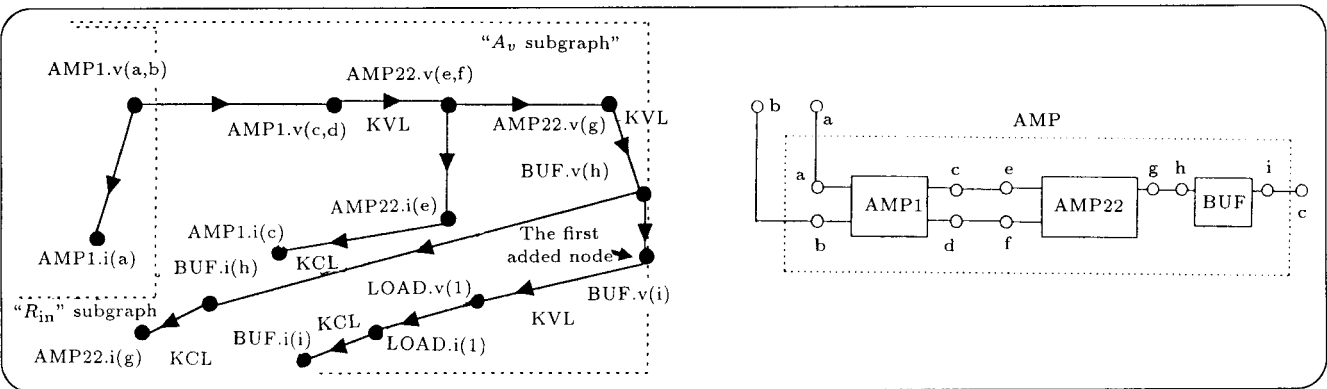 "A_v subgraph"
AMP1.v(a,b)
AMP22.v(e,f)
AMP1.v(c,d)
KVL
AMP22.v(g)
KVL
BUF.v(h)
AMP22.i(e)
AMP1.i(c)
The first
added node
AMP1.i(a)
BUF.i(h)
KCL
LOAD.v(1)
BUF.v(i)
"R_in" subgraph
KCL
KVL
BUF.i(i)
LOAD.i(1)
AMP22.i(g)
KCL
b
a
AMP
a
c
e
g
h
i
AMP1
AMP22
BUF
c
b
d
f